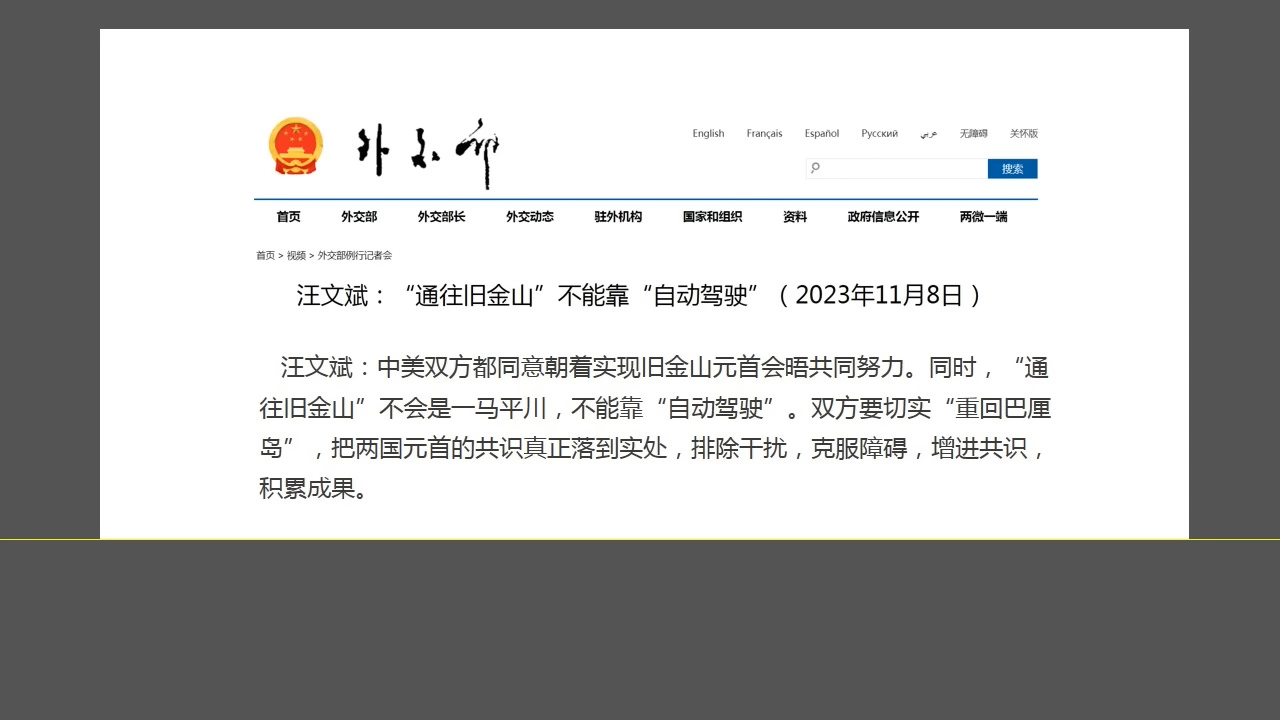 外交部
English Français Español Русский عربي 无障碍 关怀版
搜索
首页 外交部 外交部长 外交动态 驻外机构 国家和组织 资料 政府信息公开 两微一端
首页 > 视频 > 外交部例行记者会
汪文斌：“通往旧金山”不能靠“自动驾驶”（2023年11月8日）
汪文斌：中美双方都同意朝着实现旧金山元首会晤共同努力。同时，“通
往旧金山”不会是一马平川，不能靠“自动驾驶”。双方要切实“重回巴厘
岛”，把两国元首的共识真正落到实处，排除干扰，克服障碍，增进共识，
积累成果。